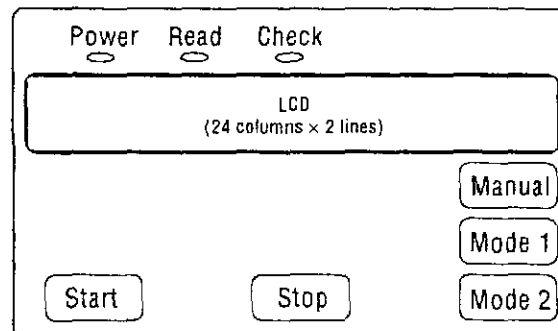 Power Read Check
LCD
(24 columns × 2 lines)
Manual
Mode 1
Start Stop Mode 2